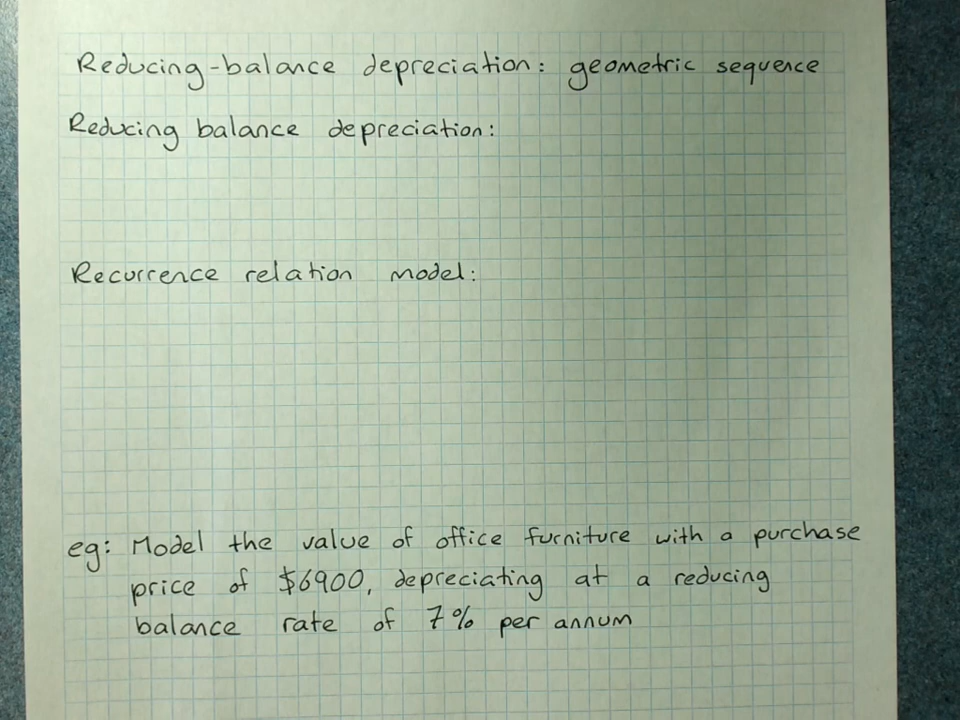 Reducing-balance depreciation: geometric sequence
Reducing balance depreciation:
Recurrence relation model:
eg: Model the value of office furniture with a purchase
price of $6900, depreciating at a reducing
balance rate of 7% per annum